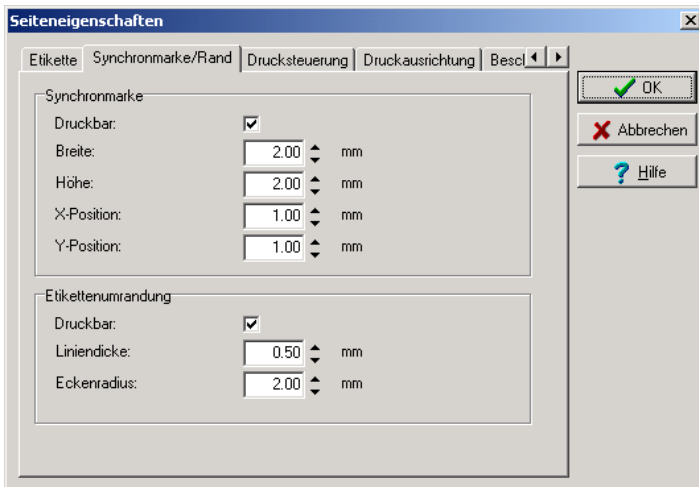 Seiteneigenschaften
Etikette Synchronmarke/Rand Drucksteuerung Druckausrichtung Bescl
Synchronmarke
Druckbar:
Breite: 2.00 mm
Höhe: 2.00 mm
X-Position: 1.00 mm
Y-Position: 1.00 mm
Etikettenumrandung
Druckbar:
Liniendicke: 0.50 mm
Eckenradius: 2.00 mm
OK
Abbrechen
Hilfe